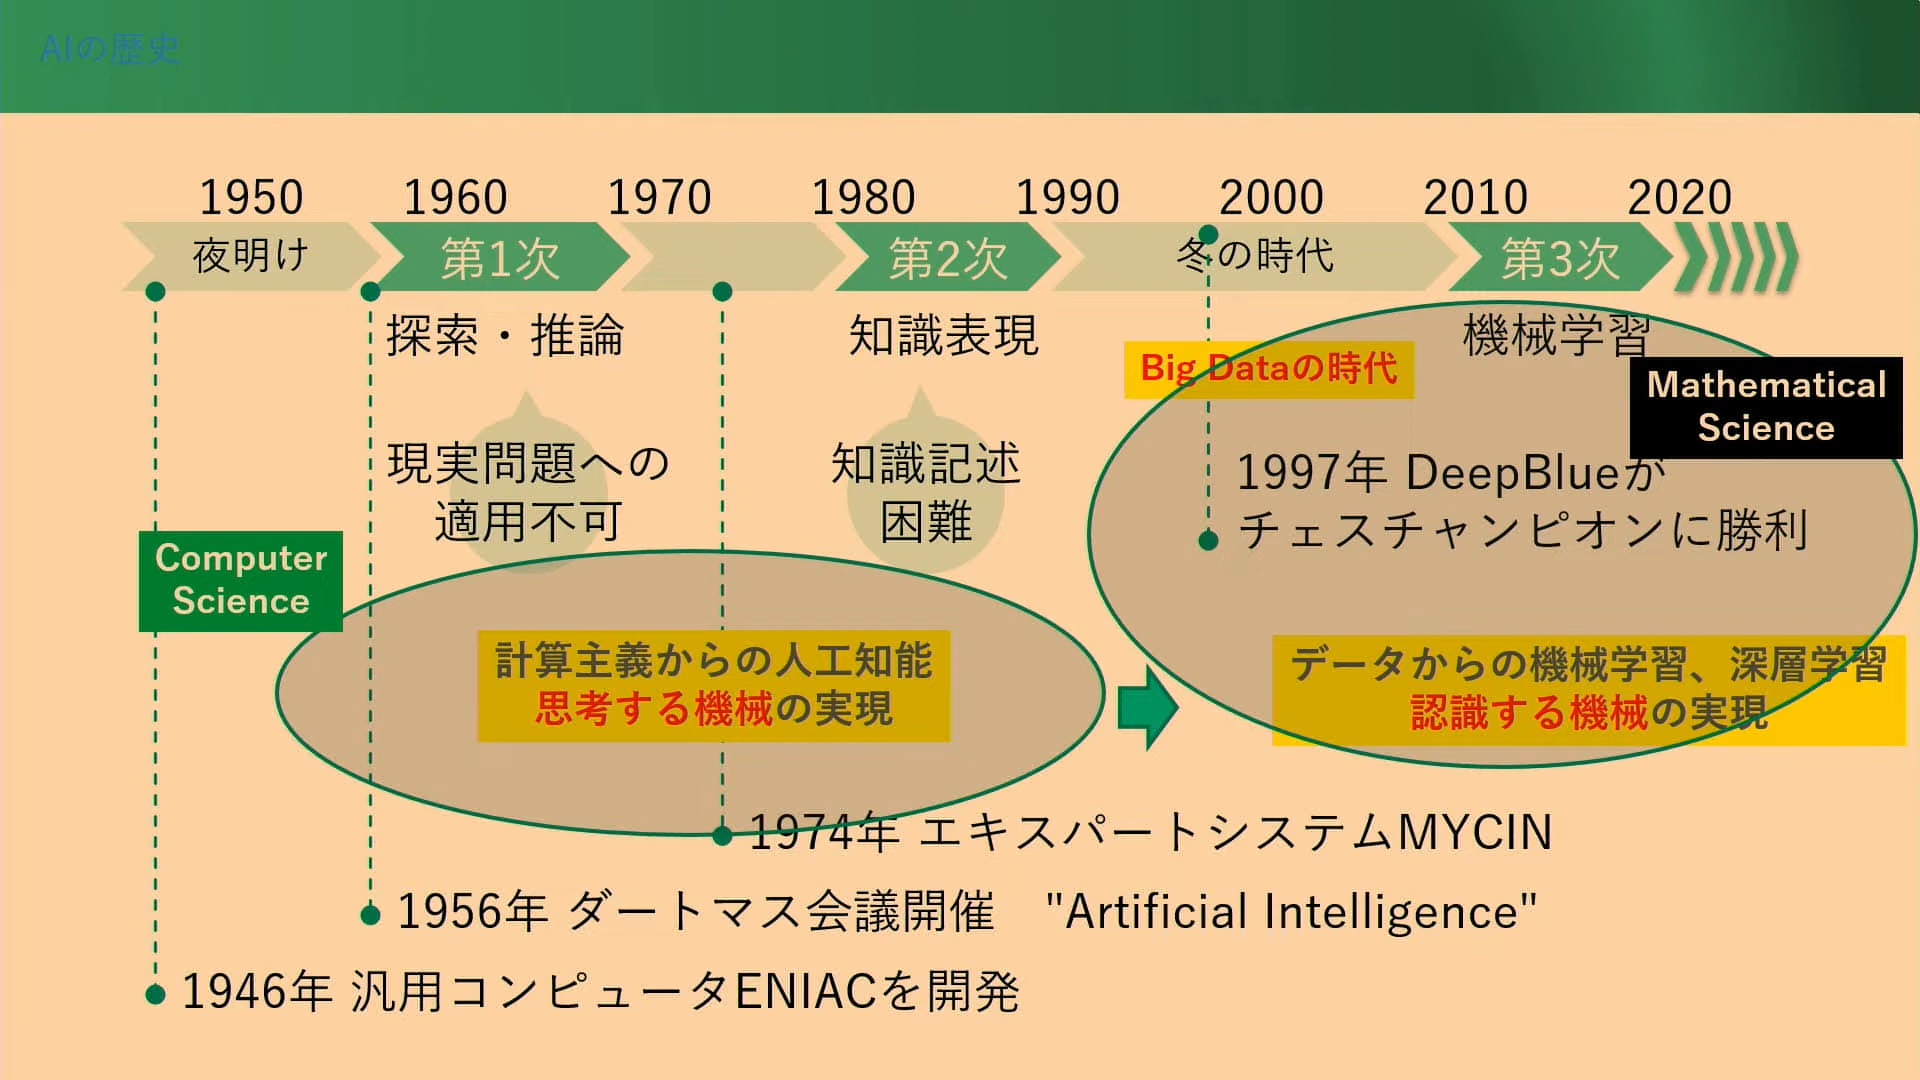 AIの歴史
1950 1960 1970 1980 1990 2000 2010 2020
夜明け 第1次 第2次 冬の時代 第3次
探索・推論 知識表現 機械学習
Big Dataの時代
Mathematical
Science
現実問題への
適用不可
知識記述
困難
1997年 DeepBlueが
チェスチャンピオンに勝利
Computer
Science
計算主義からの人工知能
思考する機械の実現
データからの機械学習、深層学習
認識する機械の実現
1974年 エキスパートシステムMYCIN
1956年 ダートマス会議開催 "Artificial Intelligence"
1946年 汎用コンピュータENIACを開発